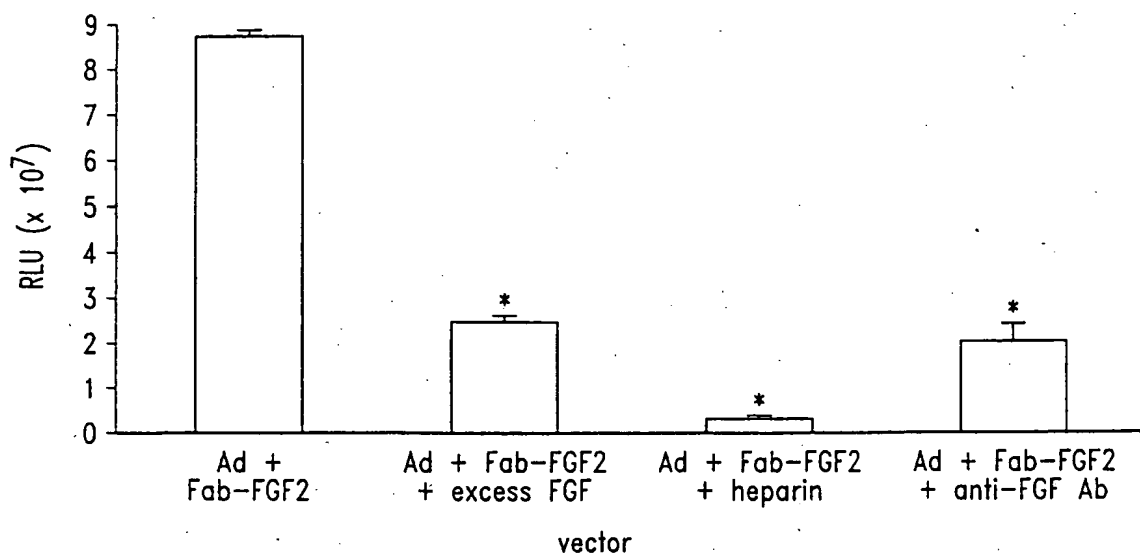 RLU (x 10⁷)
9
8
7
6
5
4
3
2
1
0
*
*
*
Ad +
Fab-FGF2
Ad + Fab-FGF2
+ excess FGF
Ad + Fab-FGF2
+ heparin
Ad + Fab-FGF2
+ anti-FGF Ab
vector